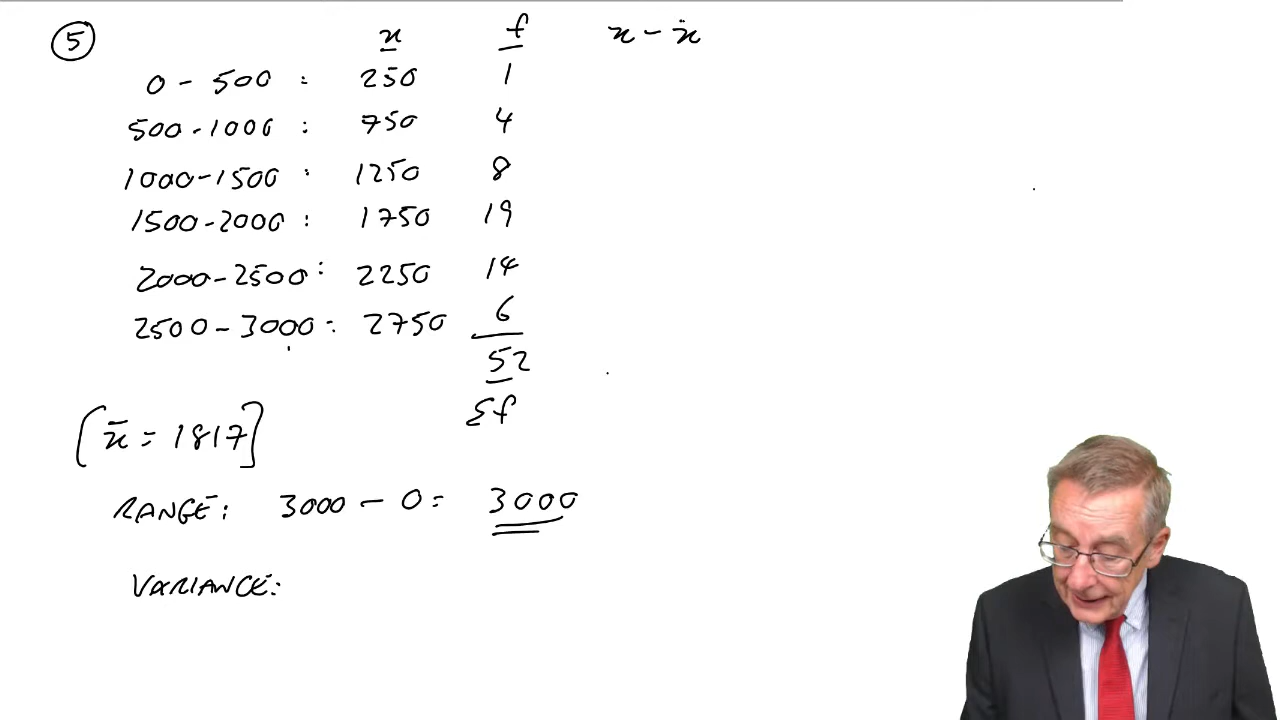 ⑤ x f x - ẍ
0 - 500 : 250 1
500-1000 : 750 4
1000-1500 : 1250 8
1500-2000 : 1750 19
2000-2500 : 2250 14
2500-3000 : 2750 6
52
Σf
[x̄ = 1817]
RANGE: 3000 - 0 = 3000
VARIANCE: